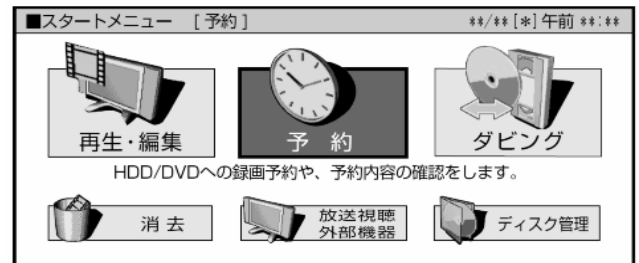 ■スタートメニュー [予約] **/** [*]午前 **:**
再生・編集 予約 ダビング
HDD/DVDへの録画予約や、予約内容の確認をします。
消去 放送視聴 ディスク管理
外部機器